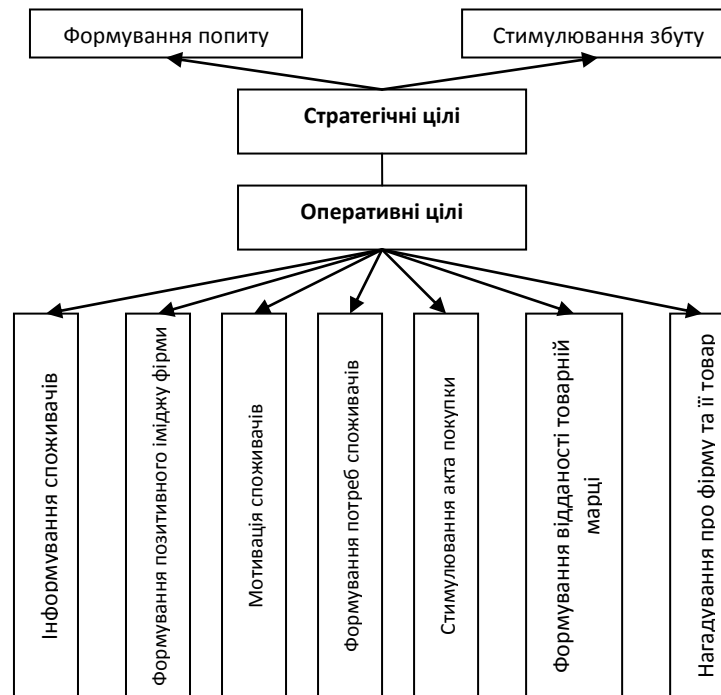 Формування попиту
Стимулювання збуту
Стратегічні цілі
Оперативні цілі
Інформування споживачів
Формування позитивного іміджу фірми
Мотивація споживачів
Формування потреб споживачів
Стимулювання акта покупки
Формування відданості товарній
марці
Нагадування про фірму та її товар